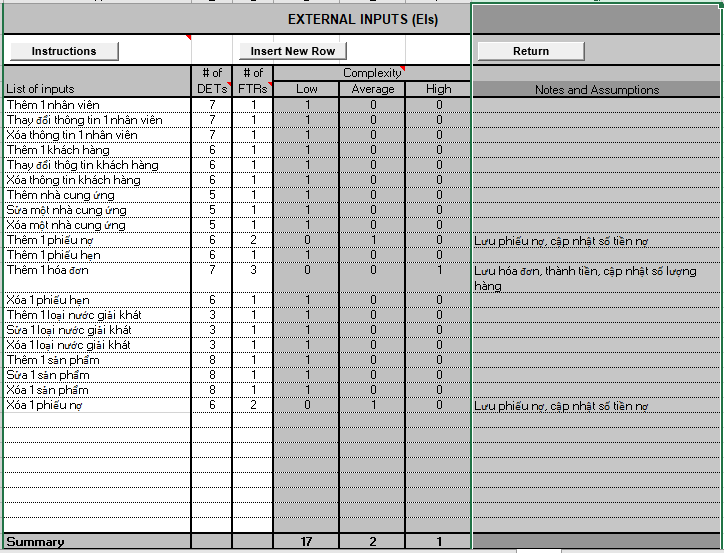 EXTERNAL INPUTS (EIs)
Instructions Insert New Row Return
# of # of Complexity
List of inputs DETs FTRs Low Average High Notes and Assumptions
Thêm 1 nhân viên 7 1 1 0 0
Thay đổi thông tin 1 nhân viên 7 1 1 0 0
Xóa thông tin 1 nhân viên 7 1 1 0 0
Thêm 1 khách hàng 6 1 1 0 0
Thay đổi thôg tin khách hàng 6 1 1 0 0
Xóa thông tin khách hàng 6 1 1 0 0
Thêm nhà cung ứng 5 1 1 0 0
Sửa một nhà cung ứng 5 1 1 0 0
Xóa một nhà cung ứng 5 1 1 0 0
Thêm 1 phiếu nợ 6 2 0 1 0 Lưu phiếu nợ, cập nhật số tiền nợ
Thêm 1 phiếu hẹn 6 1 1 0 0
Thêm 1 hóa đơn 7 3 0 0 1 Lưu hóa đơn, thành tiền, cập nhật số lượng
hàng
Xóa 1 phiếu hẹn 6 1 1 0 0
Thêm 1 loại nước giải khát 3 1 1 0 0
Sửa 1 loại nước giải khát 3 1 1 0 0
Xóa 1 loại nước giải khát 3 1 1 0 0
Thêm 1 sản phẩm 8 1 1 0 0
Sửa 1 sản phẩm 8 1 1 0 0
Xóa 1 sản phẩm 8 1 1 0 0
Xóa 1 phiếu nợ 6 2 0 1 0 Lưu phiếu nợ, cập nhật số tiền nợ
Summary 17 2 1